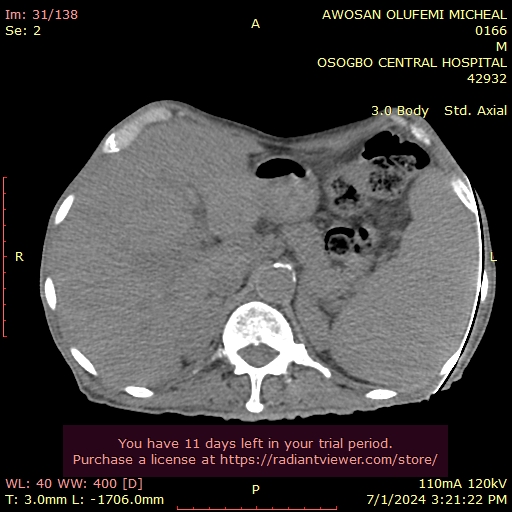 Im: 31/138
Se: 2
A
AWOSAN OLUFEMI MICHEAL
0166
M
OSOGBO CENTRAL HOSPITAL
42932
3.0 Body Std. Axial
R
L
You have 11 days left in your trial period.
Purchase a license at https://radiantviewer.com/store/
WL: 40 WW: 400 [D]
T: 3.0mm L: -1706.0mm
P
110mA 120kV
7/1/2024 3:21:22 PM